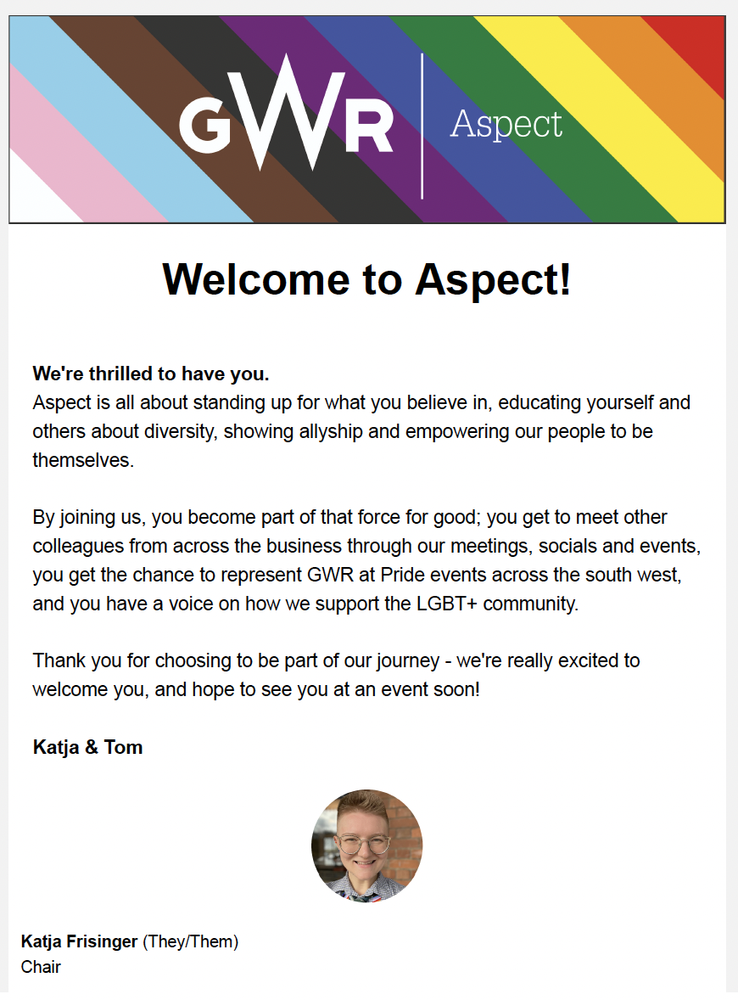 GWR Aspect
Welcome to Aspect!
We're thrilled to have you.
Aspect is all about standing up for what you believe in, educating yourself and
others about diversity, showing allyship and empowering our people to be
themselves.
By joining us, you become part of that force for good; you get to meet other
colleagues from across the business through our meetings, socials and events,
you get the chance to represent GWR at Pride events across the south west,
and you have a voice on how we support the LGBT+ community.
Thank you for choosing to be part of our journey - we're really excited to
welcome you, and hope to see you at an event soon!
Katja & Tom
Katja Frisinger (They/Them)
Chair